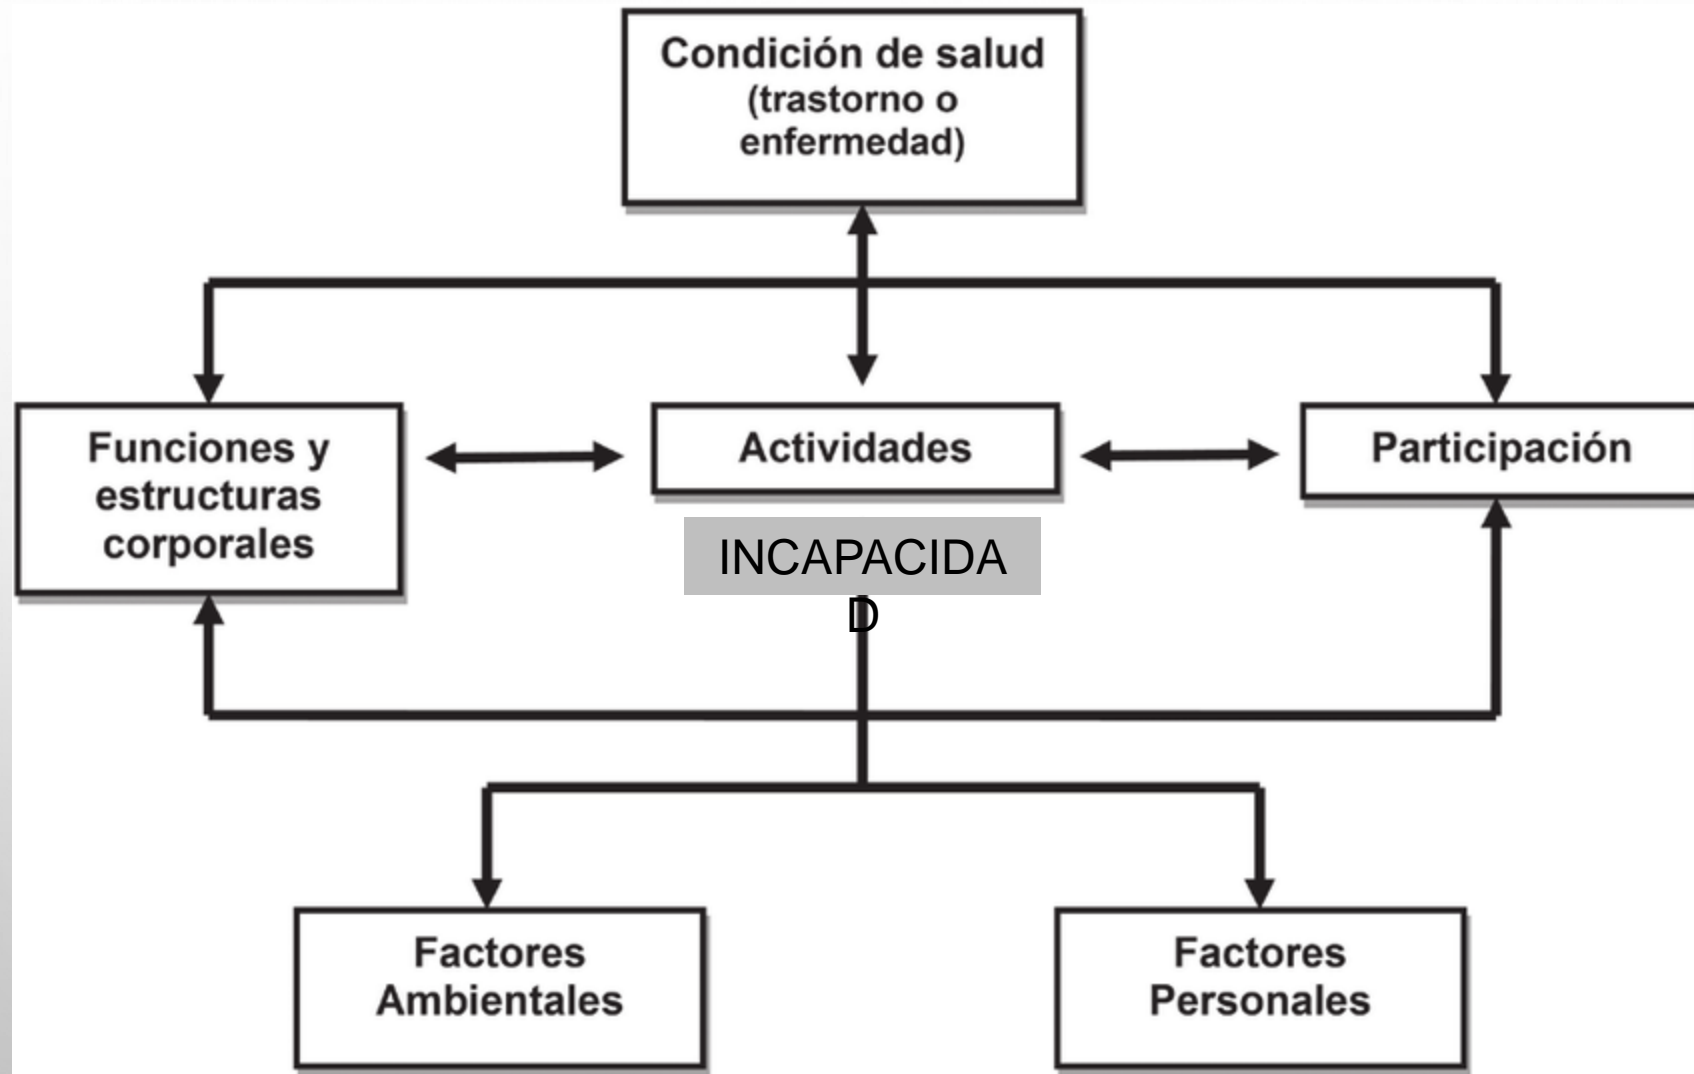 Condición de salud
(trastorno o
enfermedad)
Funciones y
estructuras
corporales
Actividades
Participación
INCAPACIDA
D
Factores
Ambientales
Factores
Personales